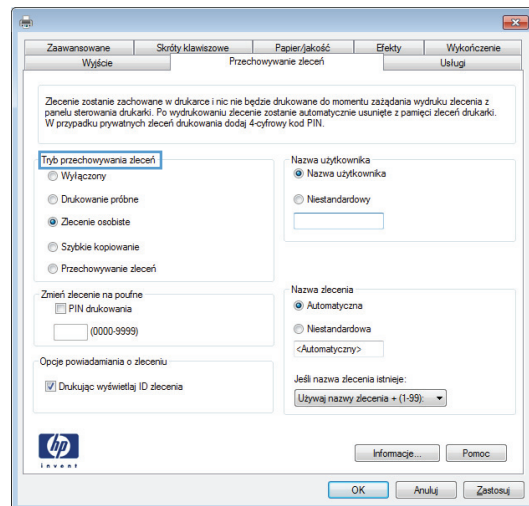 Zaawansowane Skróty klawiszowe Papier/jakość Efekty Wykończenie
Wyjście Przechowywanie zleceń Usługi
Zlecenie zostanie zachowane w drukarce i nic nie będzie drukowane do momentu zażądania wydruku zlecenia z
panelu sterowania drukarki. Po wydrukowaniu zlecenie zostanie automatycznie usunięte z pamięci zleceń drukarki.
W przypadku prywatnych zleceń drukowania dodaj 4-cyfrowy kod PIN.
Tryb przechowywania zleceń
Wyłączony
Drukowanie próbne
Zlecenie osobiste
Szybkie kopiowanie
Przechowywanie zleceń
Nazwa użytkownika
Nazwa użytkownika
Niestandardowy
Zmień zlecenie na poufne
PIN drukowania
(0000-9999)
Nazwa zlecenia
Automatyczna
Niestandardowa
<Automatyczny>
Jeśli nazwa zlecenia istnieje:
Używaj nazwy zlecenia + (1-99):
Opcje powiadamiania o zleceniu
Drukując wyświetlaj ID zlecenia
hp
invent
Informacje... Pomoc
OK Anuluj Zastosuj